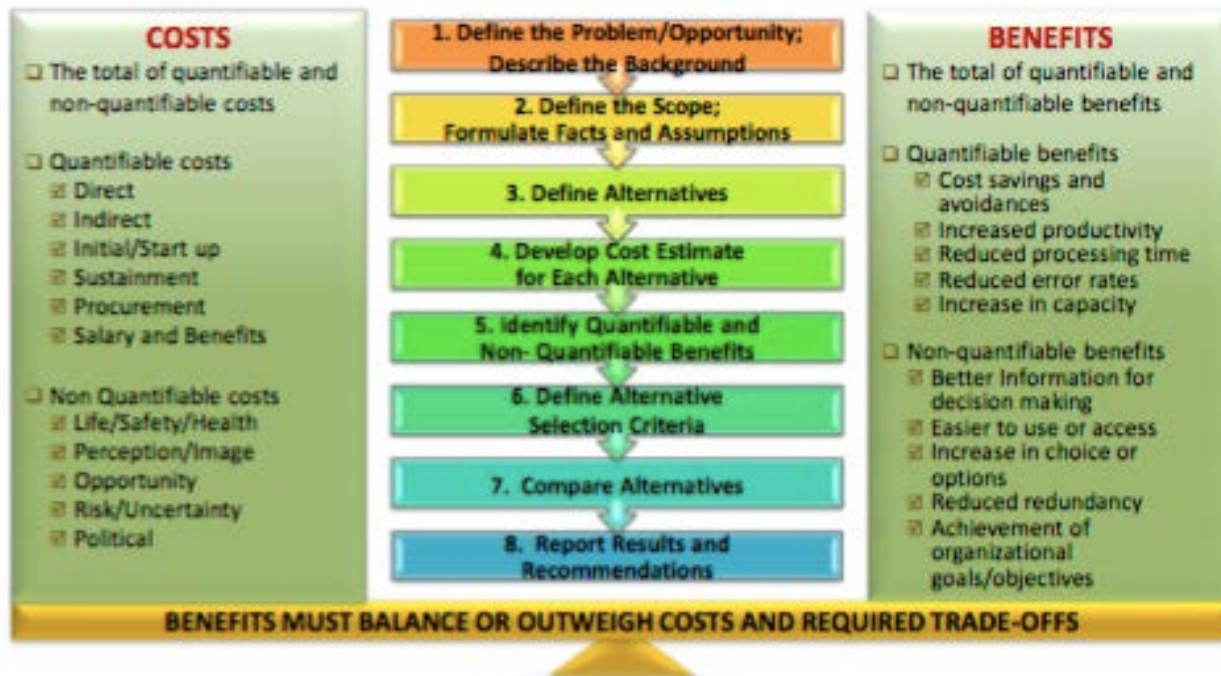 COSTS
The total of quantifiable and
non-quantifiable costs
Quantifiable costs
Direct
Indirect
Initial/Start up
Sustainment
Procurement
Salary and Benefits
Non Quantifiable costs
Life/Safety/Health
Perception/Image
Opportunity
Risk/Uncertainty
Political
1. Define the Problem/Opportunity;
Describe the Background
2. Define the Scope;
Formulate Facts and Assumptions
3. Define Alternatives
4. Develop Cost Estimate
for Each Alternative
5. Identify Quantifiable and
Non- Quantifiable Benefits
6. Define Alternative
Selection Criteria
7. Compare Alternatives
8. Report Results and
Recommendations
BENEFITS
The total of quantifiable and
non-quantifiable benefits
Quantifiable benefits
Cost savings and
avoidances
Increased productivity
Reduced processing time
Reduced error rates
Increase in capacity
Non-quantifiable benefits
Better Information for
decision making
Easier to use or access
Increase in choice or
options
Reduced redundancy
Achievement of
organizational
goals/objectives
BENEFITS MUST BALANCE OR OUTWEIGH COSTS AND REQUIRED TRADE-OFFS